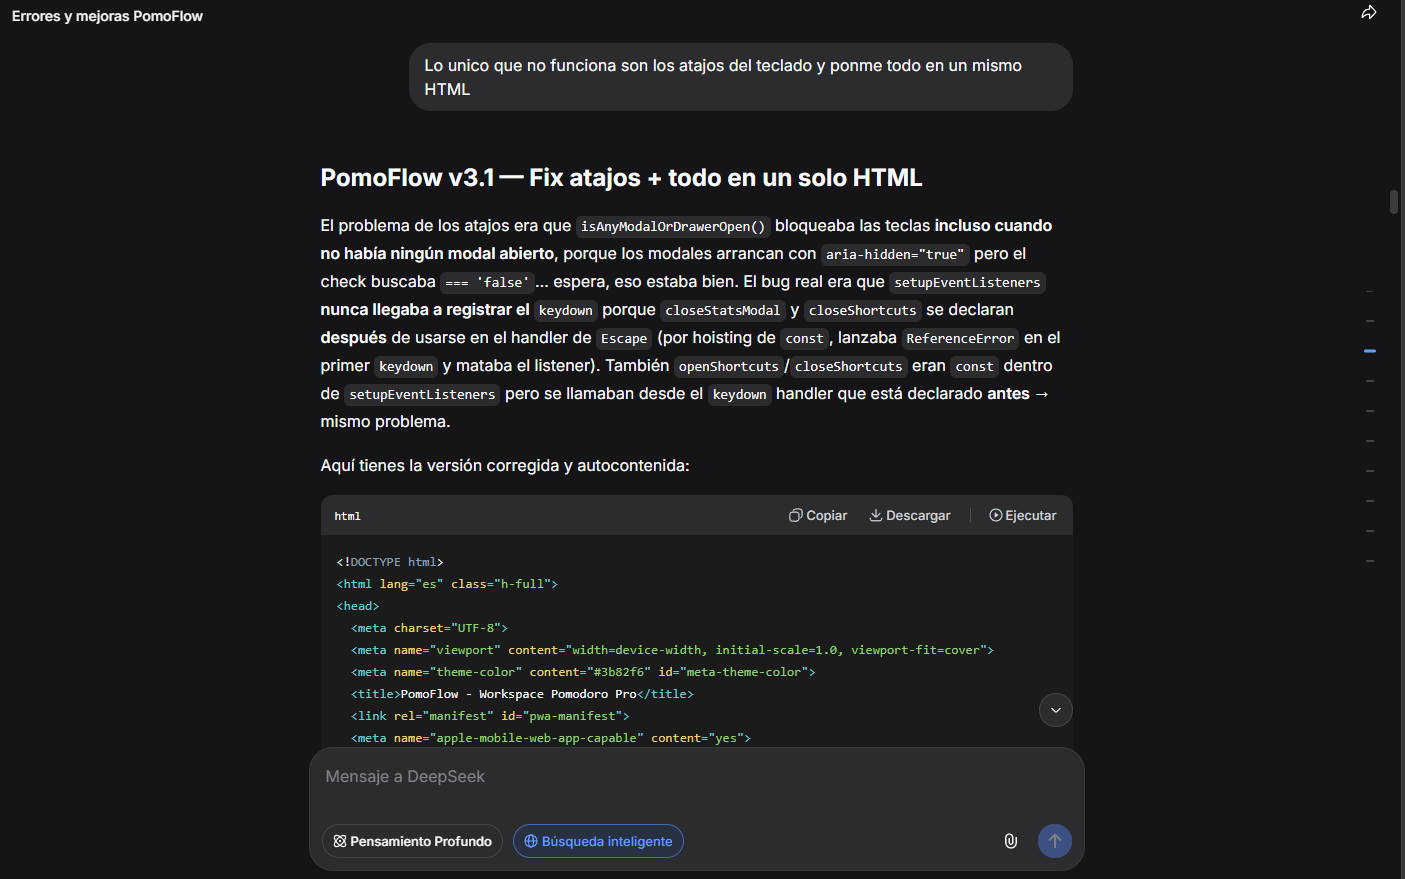 Errores y mejoras PomoFlow
Lo unico que no funciona son los atajos del teclado y ponme todo en un mismo
HTML
PomoFlow v3.1 — Fix atajos + todo en un solo HTML
El problema de los atajos era que isAnyModalOrDrawerOpen() bloqueaba las teclas incluso cuando
no había ningún modal abierto, porque los modales arrancan con aria-hidden="true" pero el
check buscaba === 'false' ... espera, eso estaba bien. El bug real era que setupEventListeners
nunca llegaba a registrar el keydown porque closeStatsModal y closeShortcuts se declaran
después de usarse en el handler de Escape (por hoisting de const, lanzaba ReferenceError en el
primer keydown y mataba el listener). También openShortcuts/closeShortcuts eran const dentro
de setupEventListeners pero se llamaban desde el keydown handler que está declarado antes →
mismo problema.
Aquí tienes la versión corregida y autocontenida:
html
Copiar
Descargar
Ejecutar
<!DOCTYPE html>
<html lang="es" class="h-full">
<head>
<meta charset="UTF-8">
<meta name="viewport" content="width=device-width, initial-scale=1.0, viewport-fit=cover">
<meta name="theme-color" content="#3b82f6" id="meta-theme-color">
<title>PomoFlow - Workspace Pomodoro Pro</title>
<link rel="manifest" id="pwa-manifest">
<meta name="apple-mobile-web-app-capable" content="yes">
Mensaje a DeepSeek
Pensamiento Profundo
Búsqueda inteligente